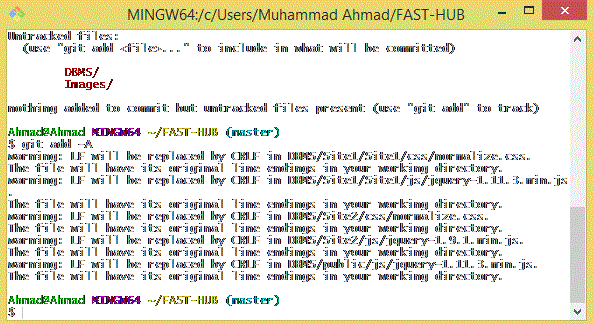 MINGW64:/c/Users/Muhammad Ahmad/FAST-HUB
Untracked files:
(use "git add <file>..." to include in what will be committed)
DBMS/
Images/
nothing added to commit but untracked files present (use "git add" to track)
Ahmad@Ahmad MINGW64 ~/FAST-HUB (master)
$ git add -A
warning: LF will be replaced by CRLF in DBMS/Site1/Site1/css/normalize.css.
The file will have its original line endings in your working directory.
warning: LF will be replaced by CRLF in DBMS/Site1/Site1/js/jquery-1.11.3.min.js
.
The file will have its original line endings in your working directory.
warning: LF will be replaced by CRLF in DBMS/Site2/css/normalize.css.
The file will have its original line endings in your working directory.
warning: LF will be replaced by CRLF in DBMS/Site2/js/jquery-1.9.1.min.js.
The file will have its original line endings in your working directory.
warning: LF will be replaced by CRLF in DBMS/public/js/jquery-1.11.3.min.js.
The file will have its original line endings in your working directory.
Ahmad@Ahmad MINGW64 ~/FAST-HUB (master)
$